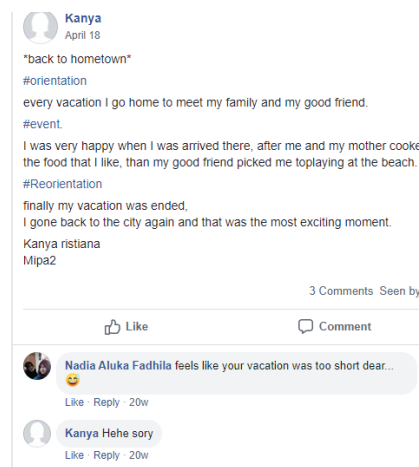 Kanya
April 18
*back to hometown*
#orientation
every vacation I go home to meet my family and my good friend.
#event.
I was very happy when I was arrived there, after me and my mother cooke
the food that I like, than my good friend picked me toplaying at the beach.
#Reorientation
finally my vacation was ended,
I gone back to the city again and that was the most exciting moment.
Kanya ristiana
Mipa2
3 Comments Seen by
Like Comment
Nadia Aluka Fadhila feels like your vacation was too short dear...
😅
Like · Reply · 20w
Kanya Hehe sory
Like · Reply · 20w